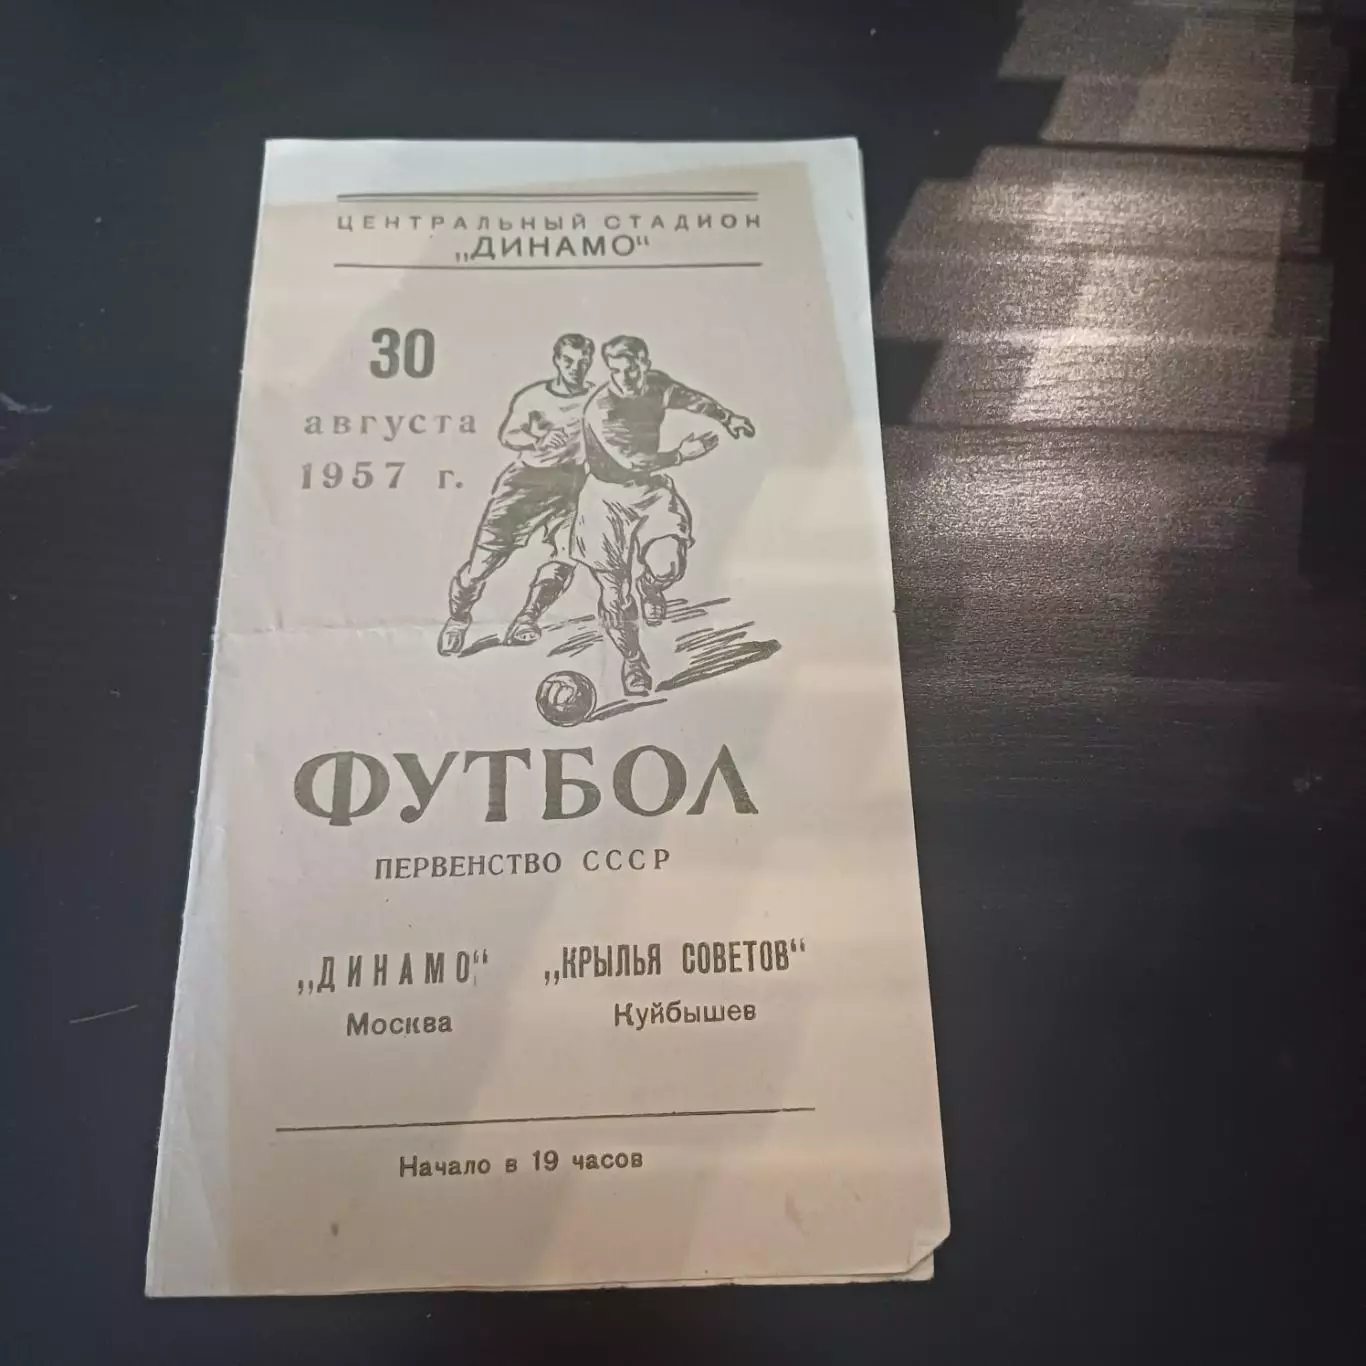 ЦЕНТРАЛЬНЫЙ СТАДИОН
„ДИНАМО“
30
августа
1957 г.
ФУТБОЛ
ПЕРВЕНСТВО СССР
„ДИНАМО“ „КРЫЛЬЯ СОВЕТОВ“
Москва Куйбышев
Начало в 19 часов